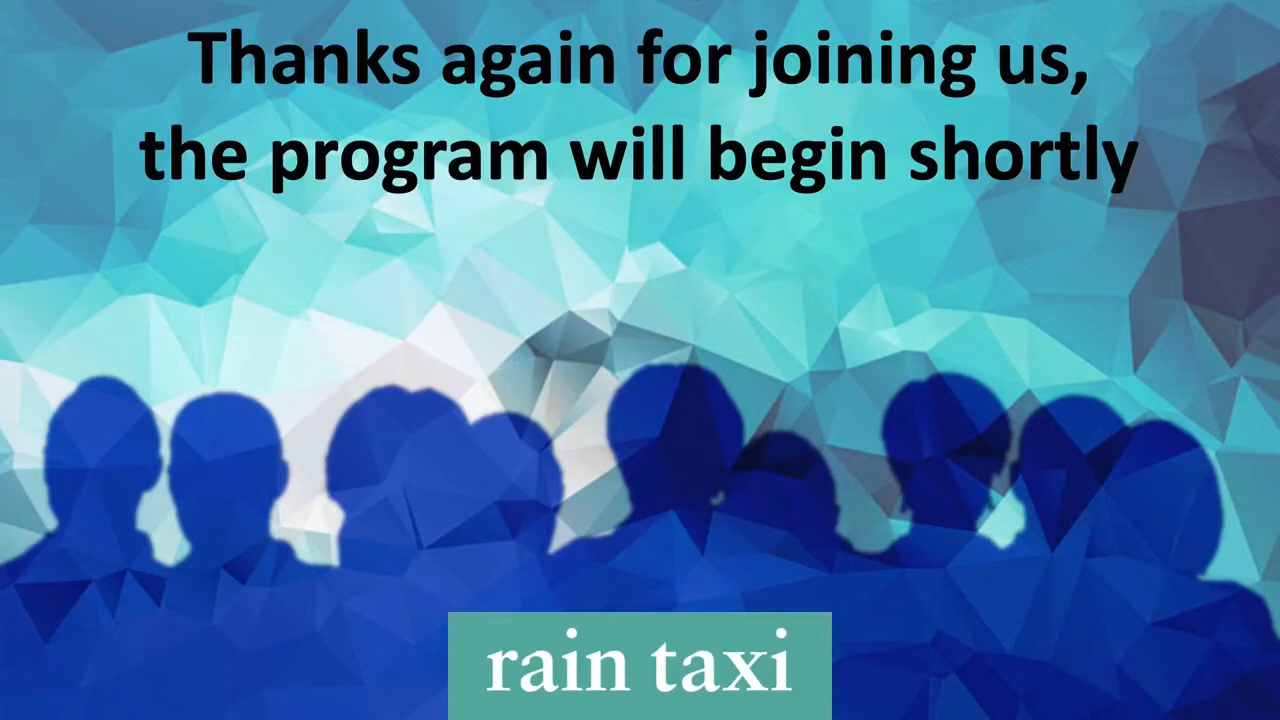 Thanks again for joining us,
the program will begin shortly
rain taxi